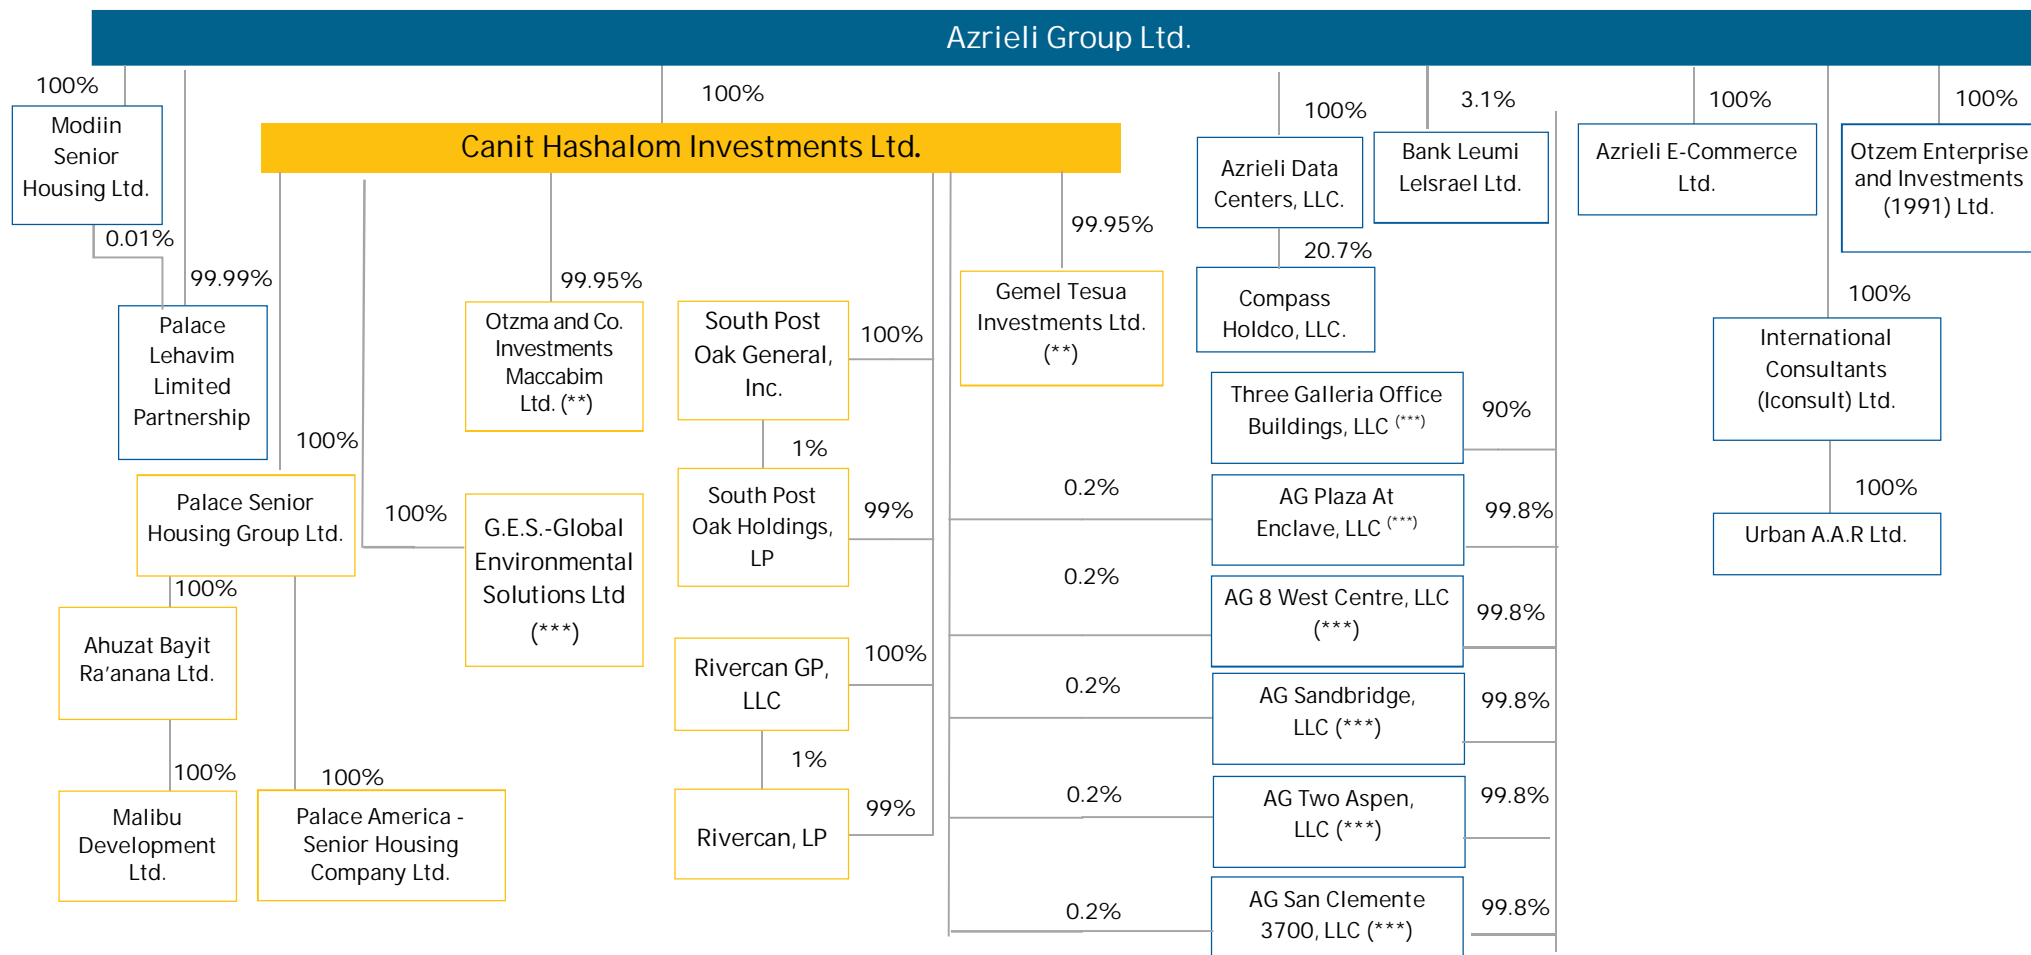 Azrieli Group Ltd.
100%
100%
100%
3.1%
100%
100%
Modiin
Senior
Housing Ltd.
Canit Hashalom Investments Ltd.
Azrieli Data
Centers, LLC.
Bank Leumi
LeIsrael Ltd.
Azrieli E-Commerce
Ltd.
Otzem Enterprise
and Investments
(1991) Ltd.
0.01%
99.99%
99.95%
99.95%
20.7%
100%
Palace
Lehavim
Limited
Partnership
Otzma and Co.
Investments
Maccabim
Ltd. (**)
South Post
Oak General,
Inc.
100%
Gemel Tesua
Investments Ltd.
(**)
Compass
Holdco, LLC.
International
Consultants
(Iconsult) Ltd.
Three Galleria Office
Buildings, LLC (***)
90%
100%
1%
100%
Palace Senior
Housing Group Ltd.
100%
G.E.S.-Global
Environmental
Solutions Ltd
(***)
South Post
Oak Holdings,
LP
99%
0.2%
AG Plaza At
Enclave, LLC (***)
99.8%
Urban A.A.R Ltd.
100%
0.2%
AG 8 West Centre, LLC
(***)
99.8%
Ahuzat Bayit
Ra’anana Ltd.
Rivercan GP,
LLC
100%
0.2%
AG Sandbridge,
LLC (***)
99.8%
100%
100%
1%
Malibu
Development
Ltd.
Palace America -
Senior Housing
Company Ltd.
Rivercan, LP
99%
0.2%
AG Two Aspen,
LLC (***)
99.8%
0.2%
AG San Clemente
3700, LLC (***)
99.8%